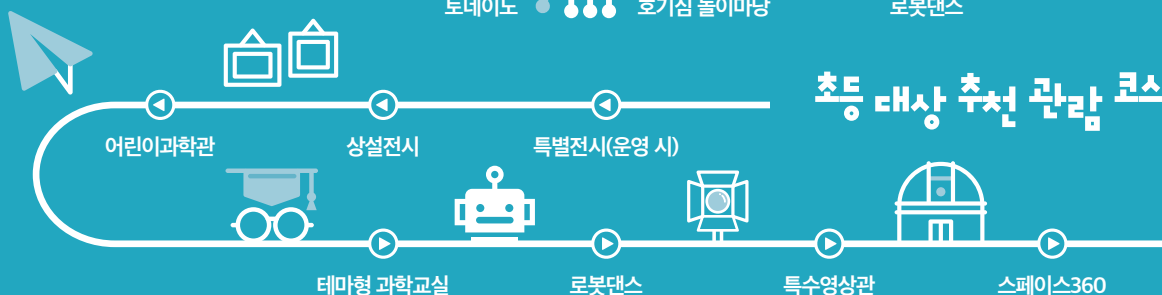 토네이도 호기심 놀이마당 로봇댄스
초등 대상 추천 관람 코스
어린이과학관 상설전시 특별전시(운영 시)
테마형 과학교실 로봇댄스 특수영상관 스페이스360